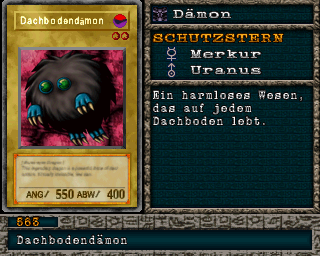 Dachbodendämon
ANG/ 550 ABW/ 400
Dämon
SCHUTZSTERN
Merkur
Uranus
Ein harmloses Wesen,
das auf jedem
Dachboden lebt.
563
Dachbodendämon